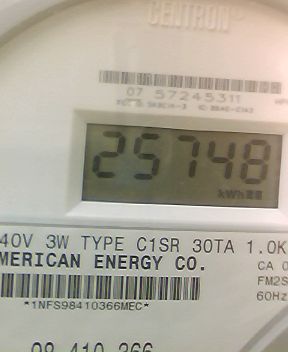 CENTRON
07 57245311
25748
kWh
40V 3W TYPE C1SR 30TA 1.0K
MERICAN ENERGY CO.
CA 0
FM2S
*1NFS98410366MEC*
60Hz
98 410 366